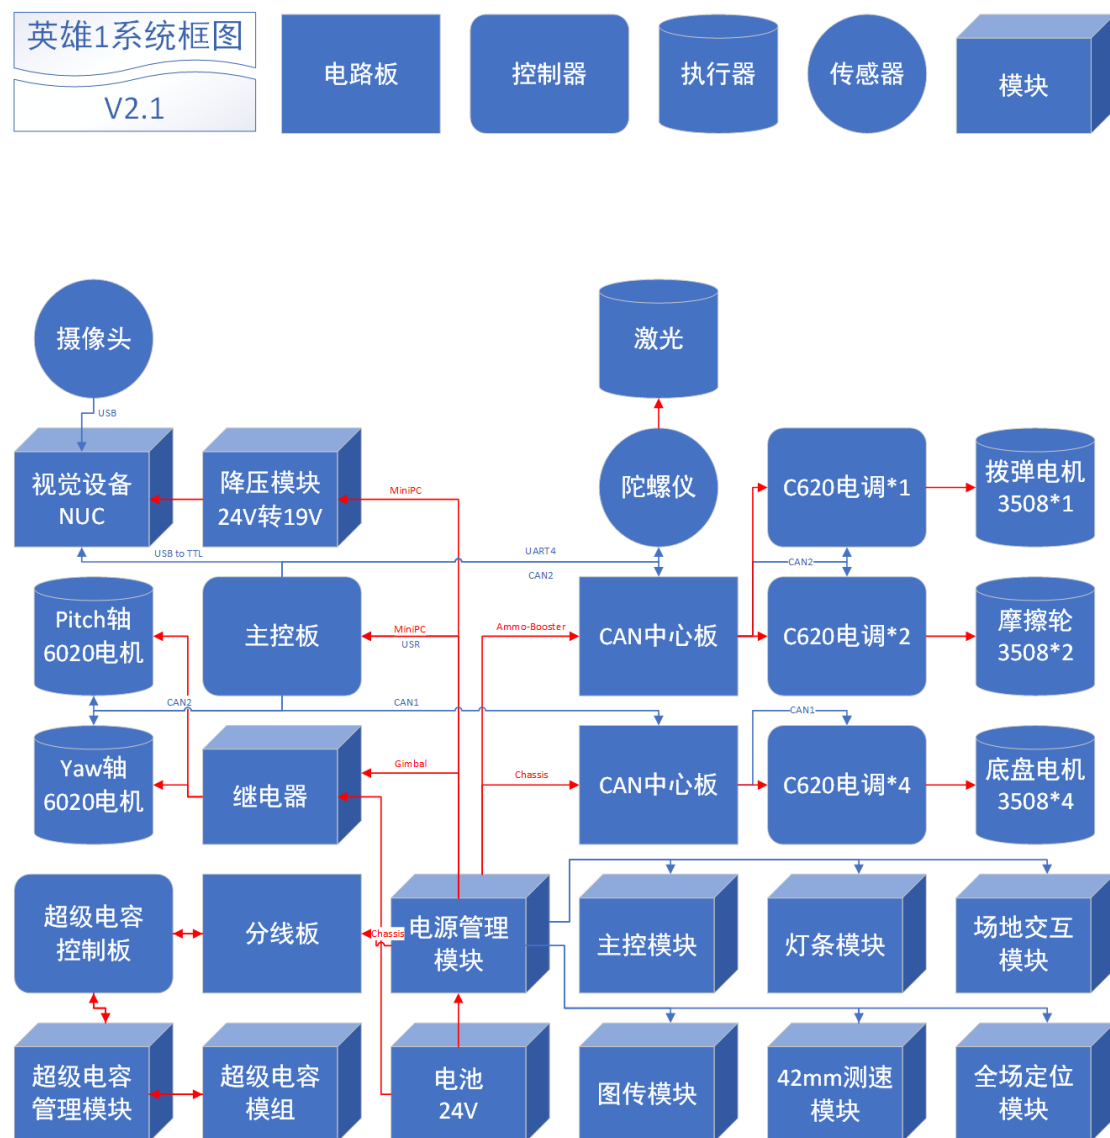 英雄1系统框图
V2.1
电路板
控制器
执行器
传感器
模块
摄像头
激光
USB
视觉设备
NUC
降压模块
24V转19V
MiniPC
陀螺仪
C620电调*1
拨弹电机
3508*1
USB to TTL
UART4
CAN2
CAN2
Pitch轴
6020电机
主控板
MiniPC
USR
Ammo-Booster
CAN中心板
C620电调*2
摩擦轮
3508*2
CAN2
CAN1
CAN1
Yaw轴
6020电机
继电器
Gimbal
Chassis
CAN中心板
C620电调*4
底盘电机
3508*4
超级电容
控制板
分线板
Chassis
电源管理
模块
主控模块
灯条模块
场地交互
模块
超级电容
管理模块
超级电容
模组
电池
24V
图传模块
42mm测速
模块
全场定位
模块